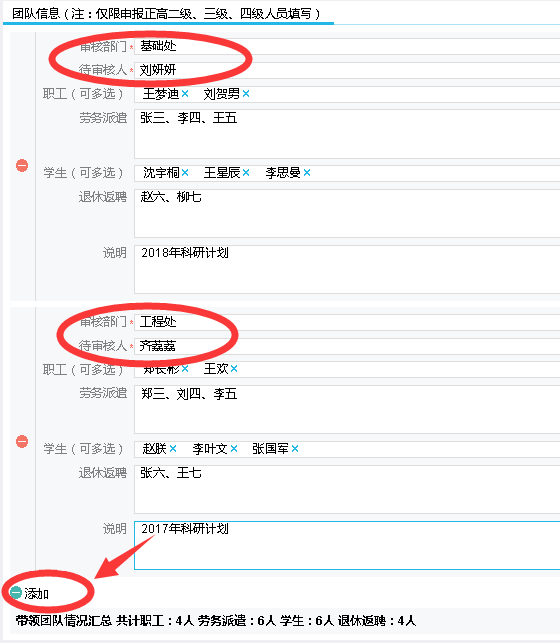 团队信息（注：仅限申报正高二级、三级、四级人员填写）
审核部门* 基础处
待审核人* 刘妍妍
职工（可多选） 王梦迪× 刘贺男×
劳务派遣 张三、李四、王五
学生（可多选） 沈宇桐× 王星辰× 李思曼×
退休返聘 赵六、柳七
说明 2018年科研计划
审核部门* 工程处
待审核人* 齐荔荔
职工（可多选） 郑长彬× 王欢×
劳务派遣 郑三、刘四、李五
学生（可多选） 赵朕× 李叶文× 张国军×
退休返聘 张六、王七
说明 2017年科研计划
添加
带领团队情况汇总 共计职工：4人 劳务派遣：6人 学生：6人 退休返聘：4人